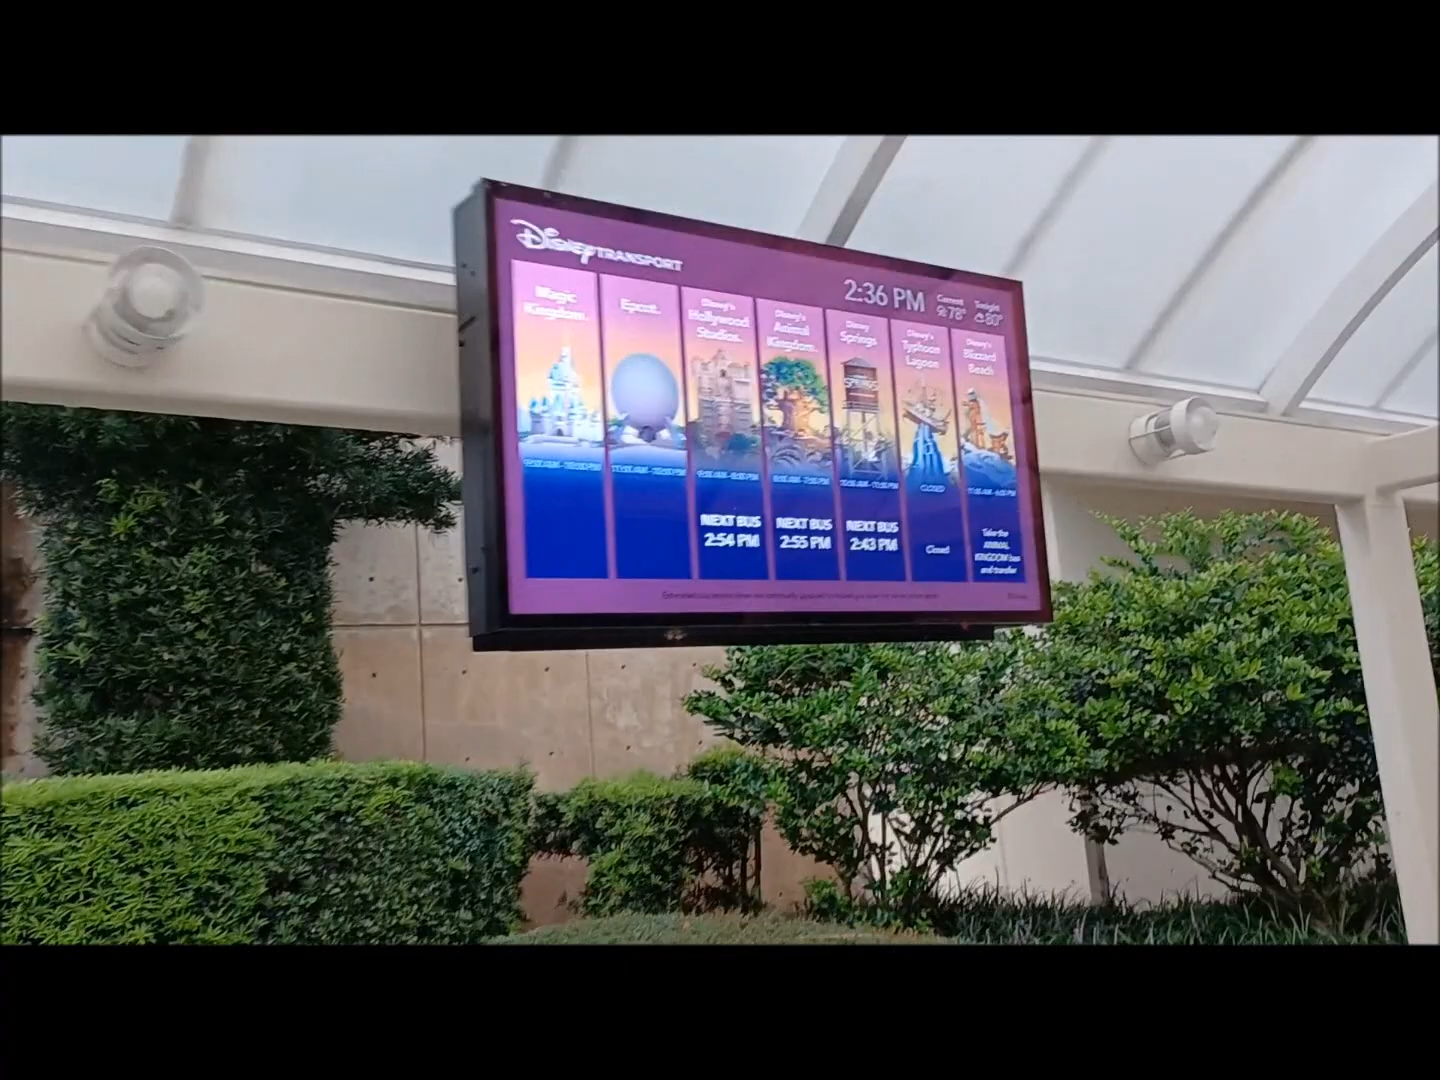 Disney TRANSPORT
2:36 PM
Current
78°
Tonight
80°
Magic
Kingdom.
Epcot.
Disney's
Hollywood
Studios.
Disney's
Animal
Kingdom.
Disney
Springs
Disney's
Typhoon
Lagoon
Disney's
Blizzard
Beach
SPRINGS
CLOSED
NEXT BUS
2:54 PM
NEXT BUS
2:55 PM
NEXT BUS
2:43 PM
Closed
Take the
ANIMAL
KINGDOM bus
and transfer